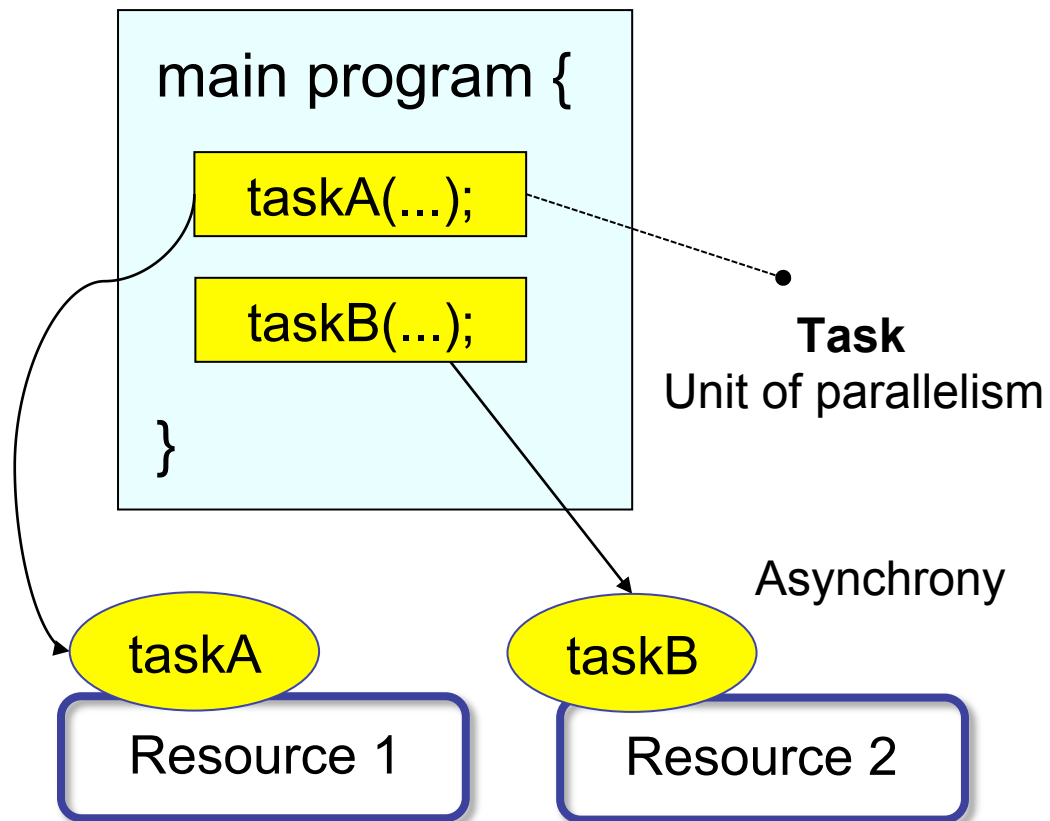 main program {
taskA(...);
taskB(...);
}
Task
Unit of parallelism
Asynchrony
taskA
taskB
Resource 1
Resource 2